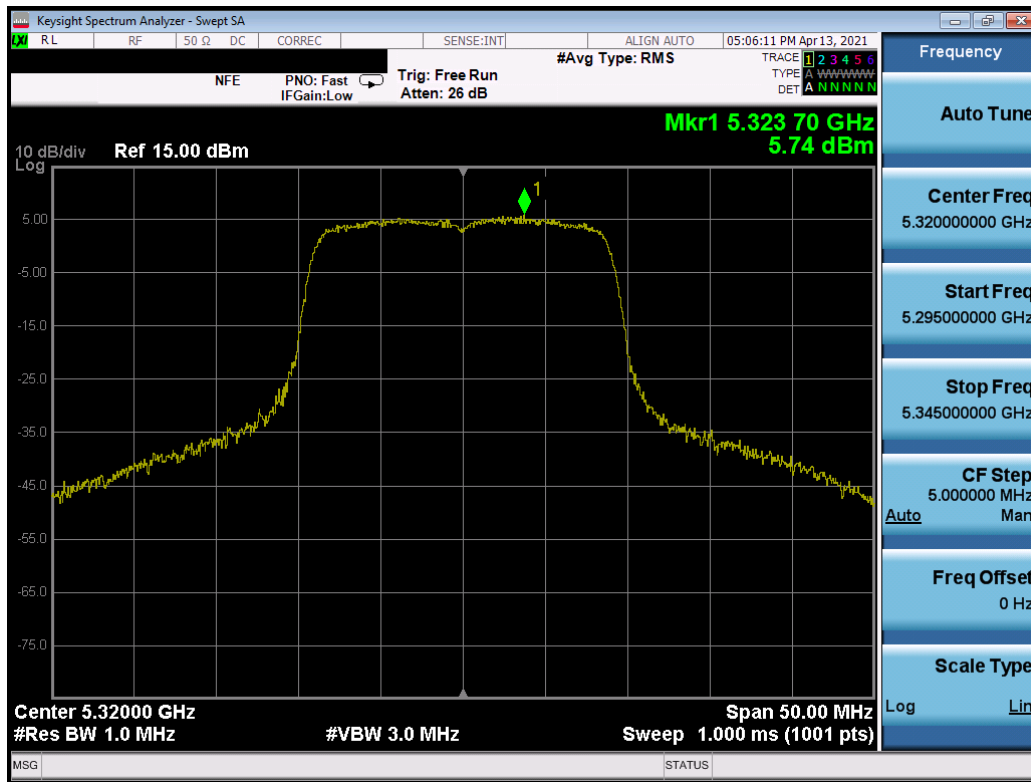 Keysight Spectrum Analyzer - Swept SA
LXI RL RF 50 Ω DC CORREC SENSE:INT ALIGN AUTO 05:06:11 PM Apr 13, 2021
#Avg Type: RMS
TRACE 1 2 3 4 5 6
TYPE A WWWWW
DET A N N N N N
NFE PNO: Fast Trig: Free Run
IFGain:Low Atten: 26 dB
Mkr1 5.323 70 GHz
5.74 dBm
10 dB/div Ref 15.00 dBm
Log
1
5.00
-5.00
-15.0
-25.0
-35.0
-45.0
-55.0
-65.0
-75.0
Center 5.32000 GHz Span 50.00 MHz
#Res BW 1.0 MHz #VBW 3.0 MHz Sweep 1.000 ms (1001 pts)
MSG STATUS
Frequency
Auto Tune
Center Freq
5.320000000 GHz
Start Freq
5.295000000 GHz
Stop Freq
5.345000000 GHz
CF Step
5.000000 MHz
Auto Man
Freq Offset
0 Hz
Scale Type
Log Lin